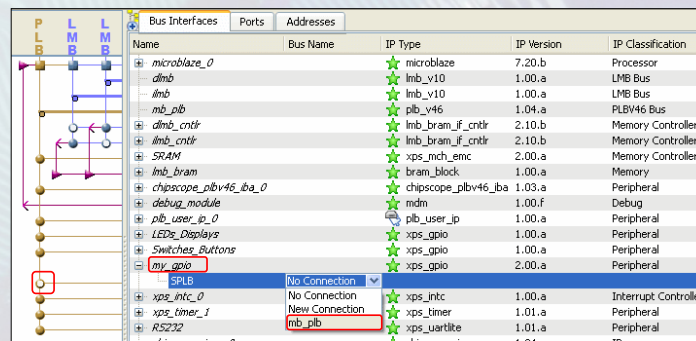 P L L
L M M
B B B
Bus Interfaces Ports Addresses
Name Bus Name IP Type IP Version IP Classification
microblaze_0 microblaze 7.20.b Processor
dlmb lmb_v10 1.00.a LMB Bus
ilmb lmb_v10 1.00.a LMB Bus
mb_plb plb_v46 1.04.a PLBV46 Bus
dlmb_cntlr lmb_bram_if_cntlr 2.10.b Memory Controller
ilmb_cntlr lmb_bram_if_cntlr 2.10.b Memory Controller
SRAM xps_mch_emc 2.00.a Memory Controller
lmb_bram bram_block 1.00.a Memory
chipscope_plbv46_iba_0 chipscope_plbv46_iba 1.03.a Peripheral
debug_module mdm 1.00.f Debug
plb_user_ip_0 plb_user_ip 1.00.a Peripheral
LEDs_Displays xps_gpio 1.00.a Peripheral
Switches_Buttons xps_gpio 1.00.a Peripheral
my_gpio xps_gpio 2.00.a Peripheral
SPLB No Connection
No Connection
New Connection
mb_plb
xps_intc_0 xps_intc 1.00.a Interrupt Controlle
xps_timer_1 xps_timer 1.01.a Peripheral
RS232 xps_uartlite 1.01.a Peripheral